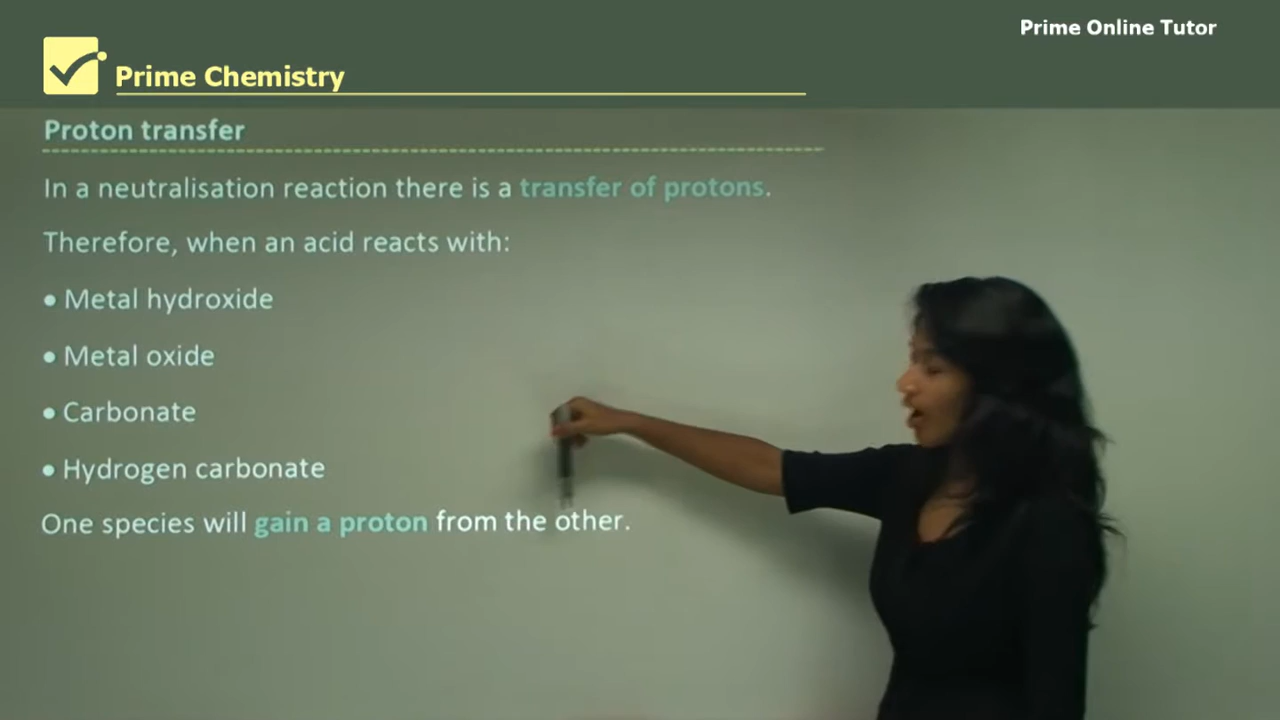 Prime Online Tutor
Prime Chemistry
Proton transfer
In a neutralisation reaction there is a transfer of protons.
Therefore, when an acid reacts with:
• Metal hydroxide
• Metal oxide
• Carbonate
• Hydrogen carbonate
One species will gain a proton from the other.